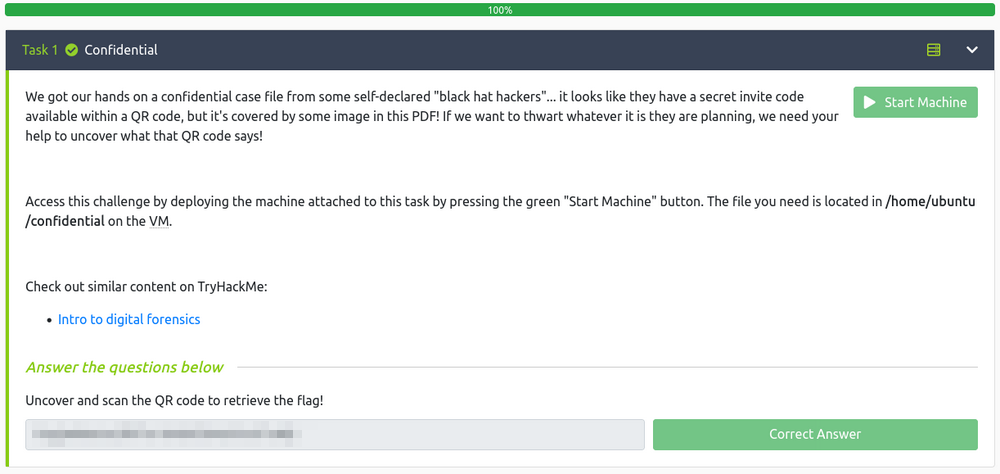 100%
Task 1 Confidential
We got our hands on a confidential case file from some self-declared "black hat hackers"... it looks like they have a secret invite code
available within a QR code, but it's covered by some image in this PDF! If we want to thwart whatever it is they are planning, we need your
help to uncover what that QR code says!
Start Machine
Access this challenge by deploying the machine attached to this task by pressing the green "Start Machine" button. The file you need is located in /home/ubuntu
/confidential on the VM.
Check out similar content on TryHackMe:
Intro to digital forensics
Answer the questions below
Uncover and scan the QR code to retrieve the flag!
Correct Answer